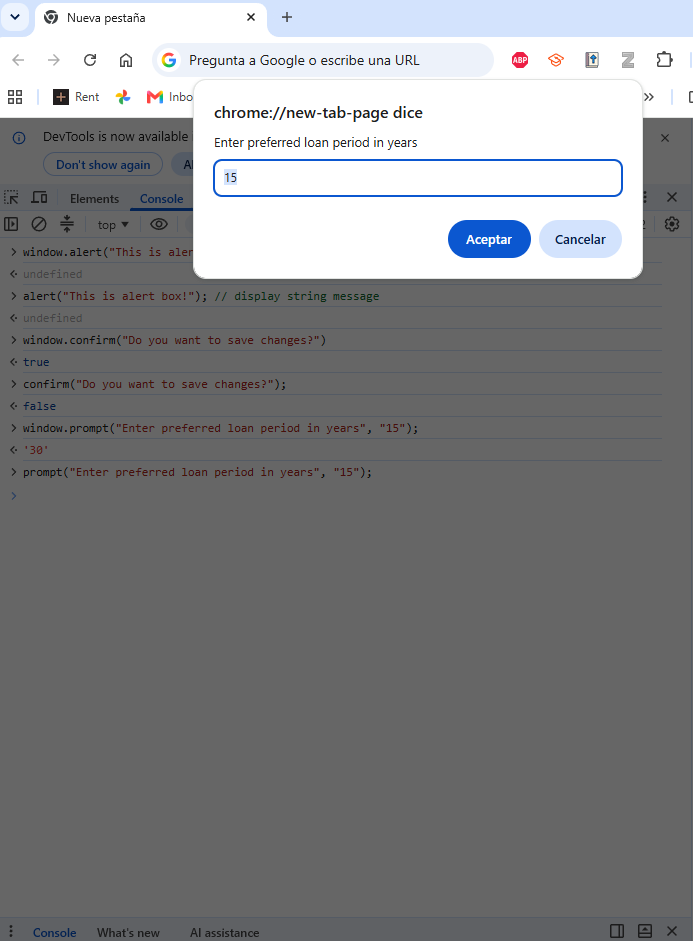 Nueva pestaña
Pregunta a Google o escribe una URL
ABP
Rent
chrome://new-tab-page dice
Enter preferred loan period in years
15
Aceptar
Cancelar
DevTools is now available
Don't show again
Elements
Console
top
window.alert("This is aler
undefined
alert("This is alert box!"); // display string message
undefined
window.confirm("Do you want to save changes?")
true
confirm("Do you want to save changes?");
false
window.prompt("Enter preferred loan period in years", "15");
'30'
prompt("Enter preferred loan period in years", "15");
Console
What's new
AI assistance